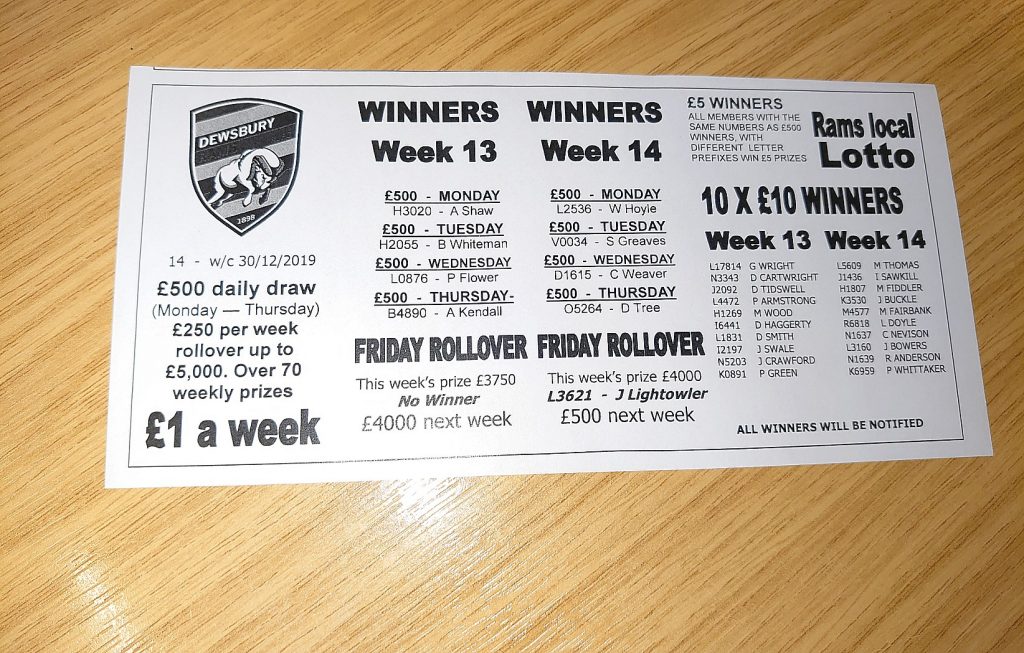 DEWSBURY
1898
14 - w/c 30/12/2019
£500 daily draw
(Monday — Thursday)
£250 per week
rollover up to
£5,000. Over 70
weekly prizes
£1 a week
WINNERS
Week 13
£500 - MONDAY
H3020 - A Shaw
£500 - TUESDAY
H2055 - B Whiteman
£500 - WEDNESDAY
L0876 - P Flower
£500 - THURSDAY-
B4890 - A Kendall
FRIDAY ROLLOVER
This week's prize £3750
No Winner
£4000 next week
WINNERS
Week 14
£500 - MONDAY
L2536 - W Hoyle
£500 - TUESDAY
V0034 - S Greaves
£500 - WEDNESDAY
D1615 - C Weaver
£500 - THURSDAY
O5264 - D Tree
FRIDAY ROLLOVER
This week's prize £4000
L3621 - J Lightowler
£500 next week
£5 WINNERS
ALL MEMBERS WITH THE
SAME NUMBERS AS £500
WINNERS, WITH
DIFFERENT LETTER
PREFIXES WIN £5 PRIZES
Rams local
Lotto
10 X £10 WINNERS
Week 13
L17814 G WRIGHT
N3343 D CARTWRIGHT
J2092 D TIDSWELL
L4472 P ARMSTRONG
H1269 M WOOD
I6441 D HAGGERTY
L1831 D SMITH
I2197 J SWALE
N5203 J CRAWFORD
K0891 P GREEN
Week 14
L5609 M THOMAS
J1436 I SAWKILL
H1807 M FIDDLER
K3530 J BUCKLE
M4577 M FAIRBANK
R6818 L DOYLE
N1637 C NEVISON
L3160 J BOWERS
N1639 R ANDERSON
K6959 P WHITTAKER
ALL WINNERS WILL BE NOTIFIED